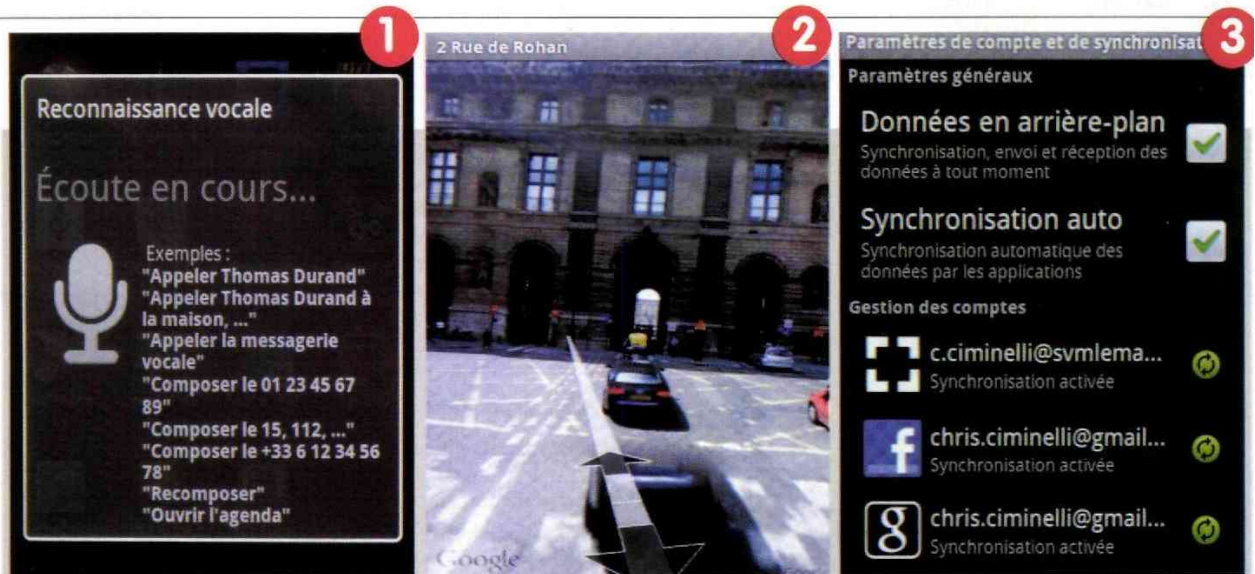 1
Reconnaissance vocale
Écoute en cours...
Exemples :
"Appeler Thomas Durand"
"Appeler Thomas Durand à
la maison, ..."
"Appeler la messagerie
vocale"
"Composer le 01 23 45 67
89"
"Composer le 15, 112, ..."
"Composer le +33 6 12 34 56
78"
"Recomposer"
"Ouvrir l'agenda"
2
2 Rue de Rohan
Google
3
Paramètres de compte et de synchronisat
Paramètres généraux
Données en arrière-plan
Synchronisation, envoi et réception des
données à tout moment
Synchronisation auto
Synchronisation automatique des
données par les applications
Gestion des comptes
c.ciminelli@svmlema...
Synchronisation activée
f
chris.ciminelli@gmail...
Synchronisation activée
g
chris.ciminelli@gmail...
Synchronisation activée